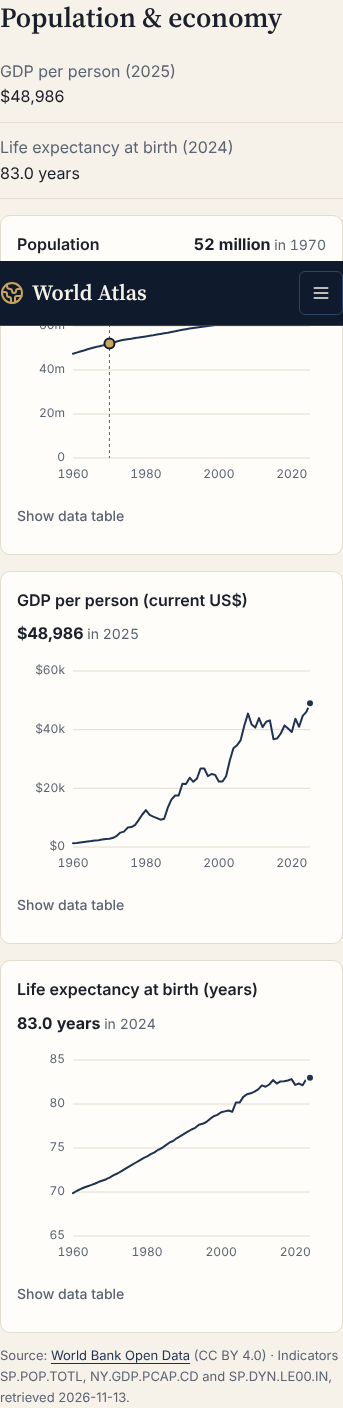 Population & economy
GDP per person (2025)
$48,986
Life expectancy at birth (2024)
83.0 years
Population 52 million in 1970
World Atlas
60m
40m
20m
0
1960 1980 2000 2020
Show data table
GDP per person (current US$)
$48,986 in 2025
$60k
$40k
$20k
$0
1960 1980 2000 2020
Show data table
Life expectancy at birth (years)
83.0 years in 2024
85
80
75
70
65
1960 1980 2000 2020
Show data table
Source: World Bank Open Data (CC BY 4.0) · Indicators
SP.POP.TOTL, NY.GDP.PCAP.CD and SP.DYN.LE00.IN,
retrieved 2026-11-13.